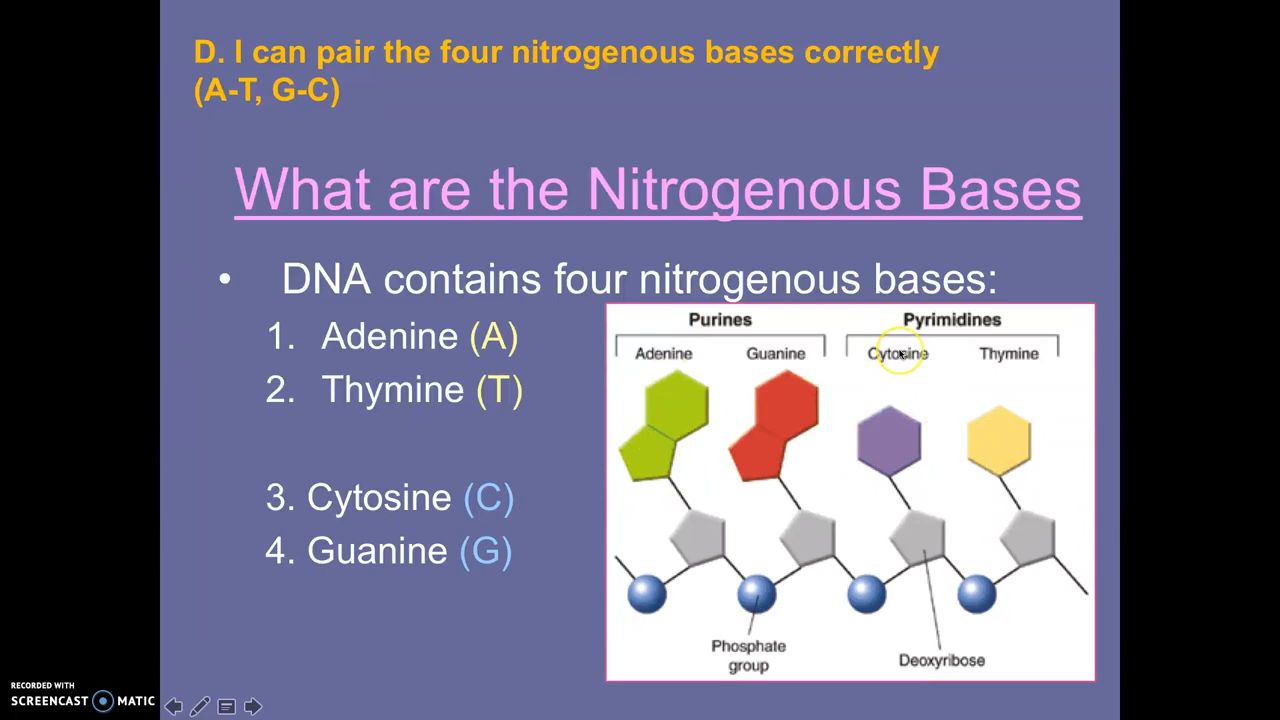 D. I can pair the four nitrogenous bases correctly
(A-T, G-C)
What are the Nitrogenous Bases
• DNA contains four nitrogenous bases:
1. Adenine (A)
2. Thymine (T)
3. Cytosine (C)
4. Guanine (G)
Purines Pyrimidines
Adenine Guanine Cytosine Thymine
Phosphate
group
Deoxyribose
RECORDED WITH
SCREENCAST MATIC